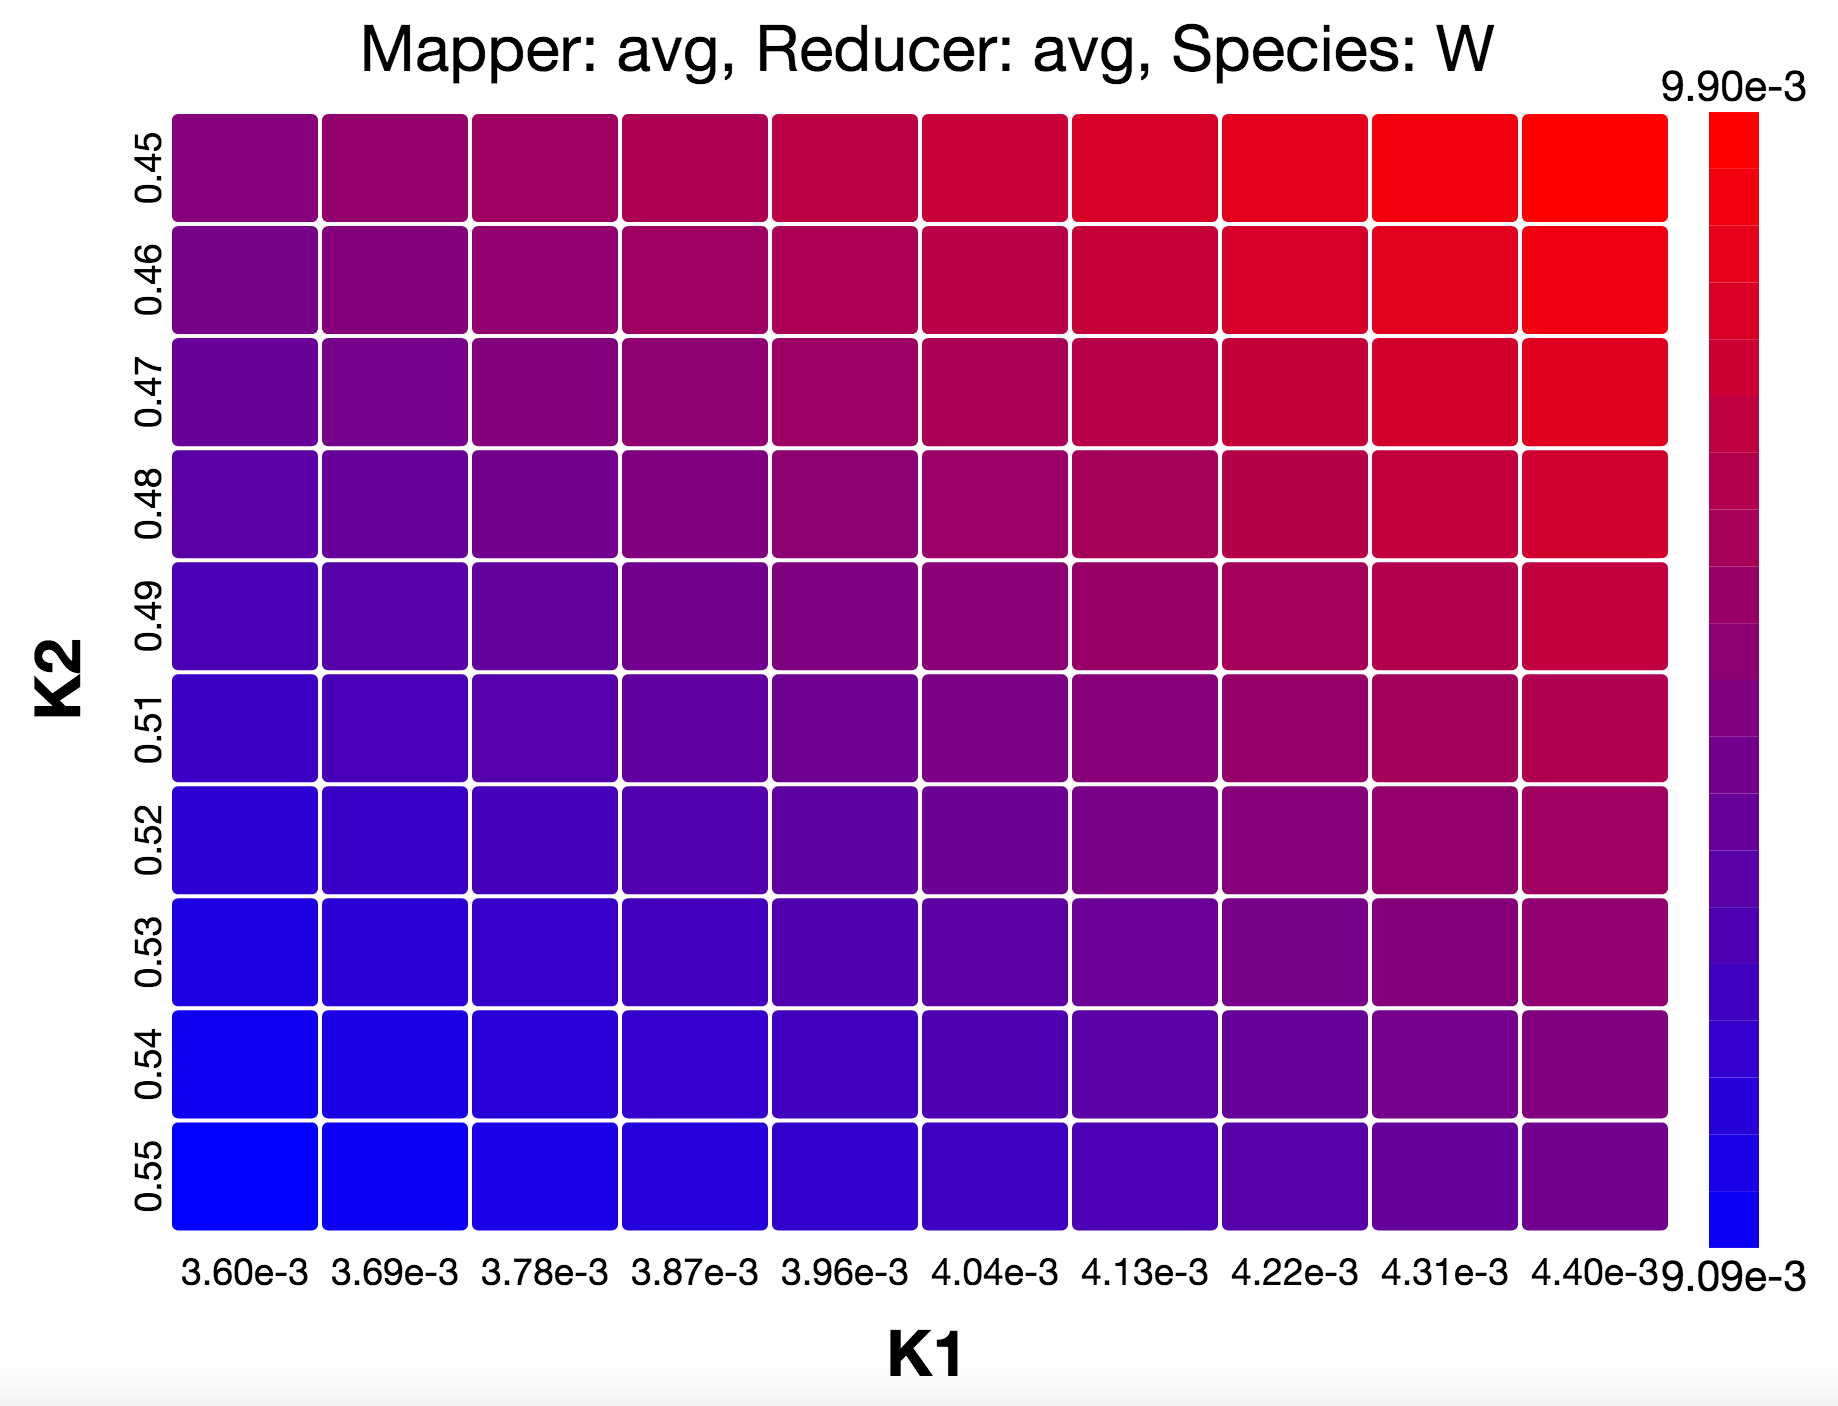 Mapper: avg, Reducer: avg, Species: W
9.90e-3
0.45
0.46
0.47
0.48
0.49
0.51
0.52
0.53
0.54
0.55
K2
3.60e-3 3.69e-3 3.78e-3 3.87e-3 3.96e-3 4.04e-3 4.13e-3 4.22e-3 4.31e-3 4.40e-3
9.09e-3
K1